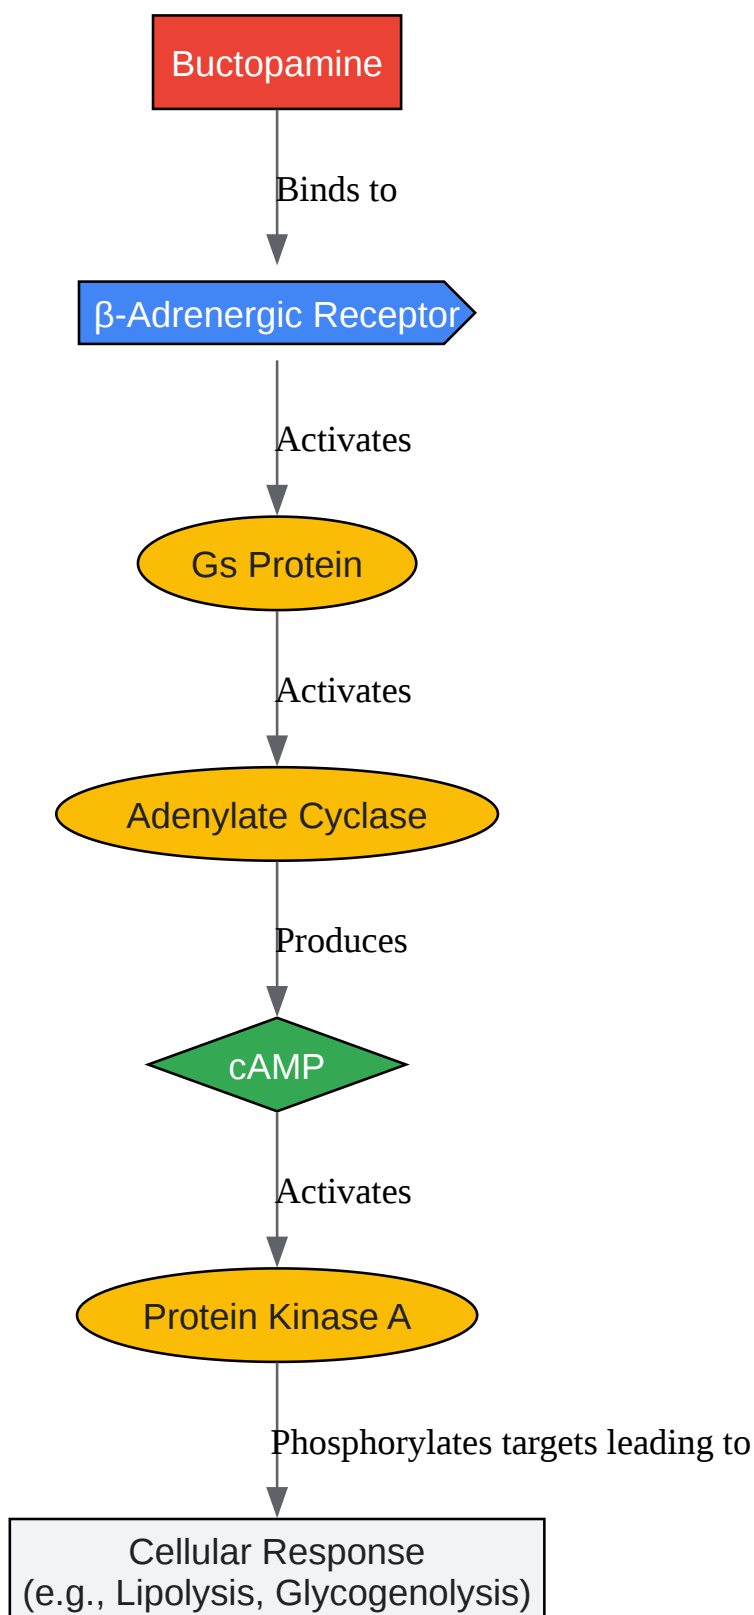 Buctopamine
Binds to
β-Adrenergic Receptor
Activates
Gs Protein
Activates
Adenylate Cyclase
Produces
cAMP
Activates
Protein Kinase A
Phosphorylates targets leading to
Cellular Response
(e.g., Lipolysis, Glycogenolysis)